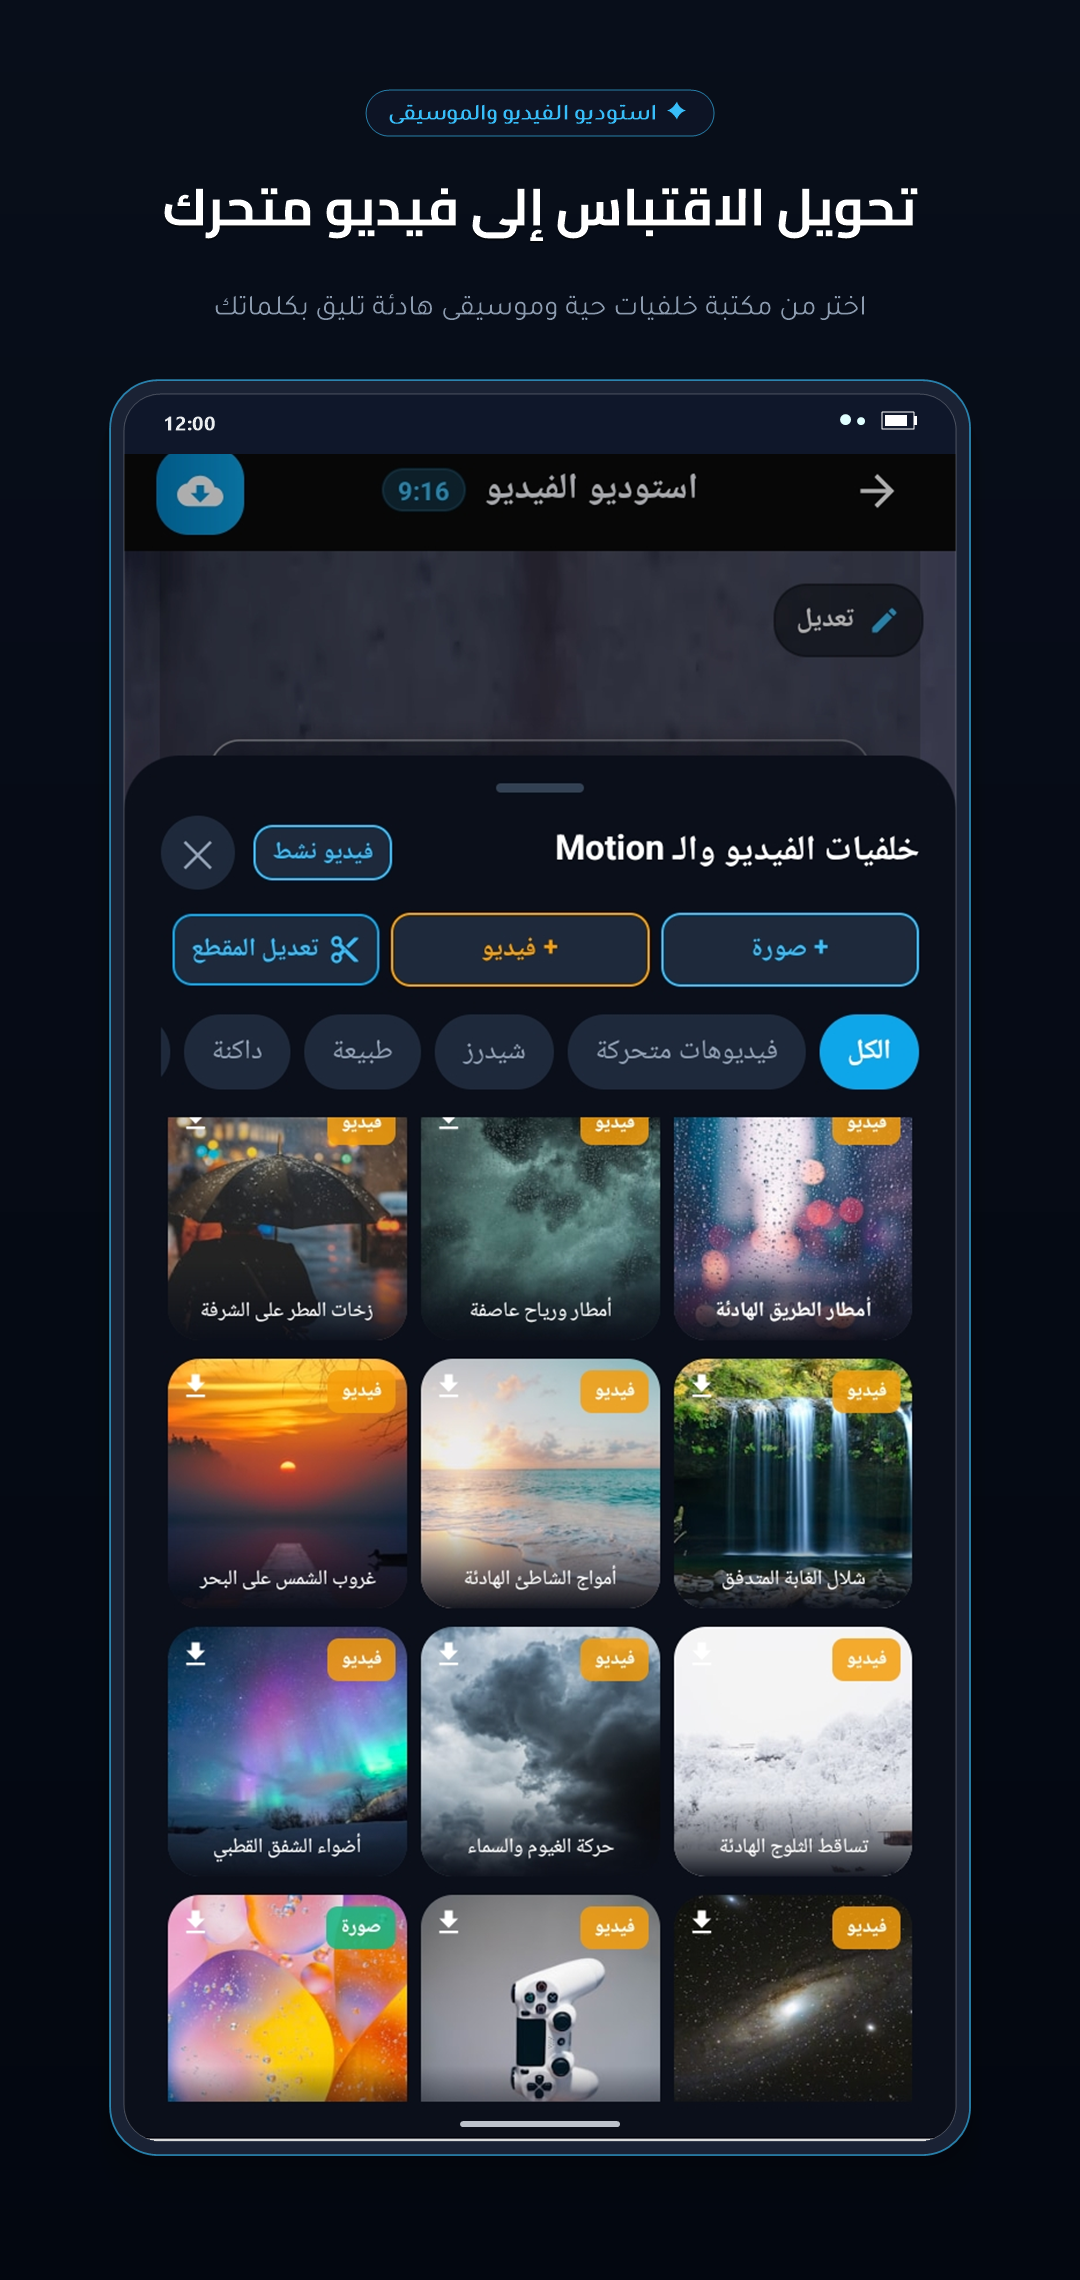 استوديو الفيديو والموسيقى
تحويل الاقتباس إلى فيديو متحرك
اختر من مكتبة خلفيات حية وموسيقى هادئة تليق بكلماتك
12:00
استوديو الفيديو 9:16
تعديل
خلفيات الفيديو والـ Motion فيديو نشط
+ صورة + فيديو تعديل المقطع
الكل فيديوهات متحركة شيدرز طبيعة داكنة
فيديو فيديو فيديو
أمطار الطريق الهادئة أمطار ورياح عاصفة زخات المطر على الشرفة
فيديو فيديو فيديو
شلال الغابة المتدفق أمواج الشاطئ الهادئة غروب الشمس على البحر
فيديو فيديو فيديو
تساقط الثلوج الهادئة حركة الغيوم والسماء أضواء الشفق القطبي
فيديو فيديو صورة